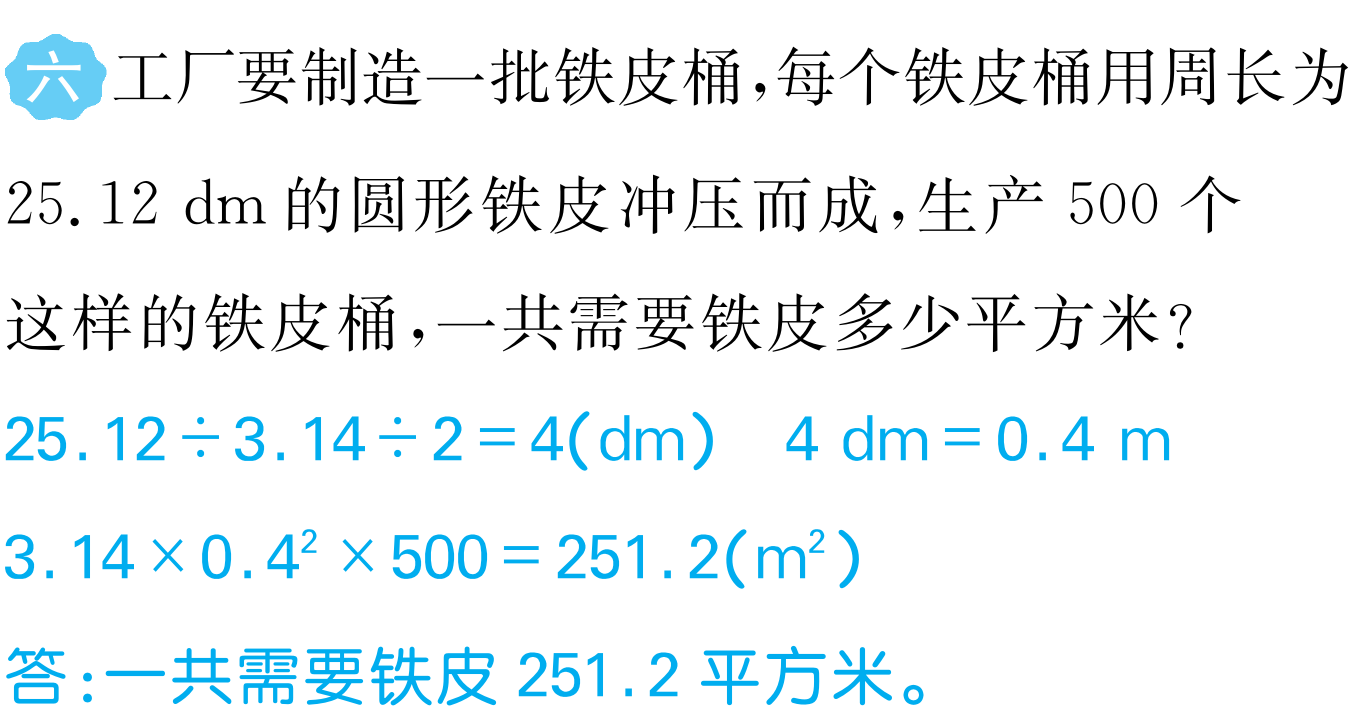 六 工厂要制造一批铁皮桶,每个铁皮桶用周长为
25.12 dm 的圆形铁皮冲压而成,生产 500 个
这样的铁皮桶,一共需要铁皮多少平方米?
25.12÷3.14÷2=4(dm) 4 dm=0.4 m
3.14×0.4²×500=251.2(m²)
答:一共需要铁皮 251.2 平方米。